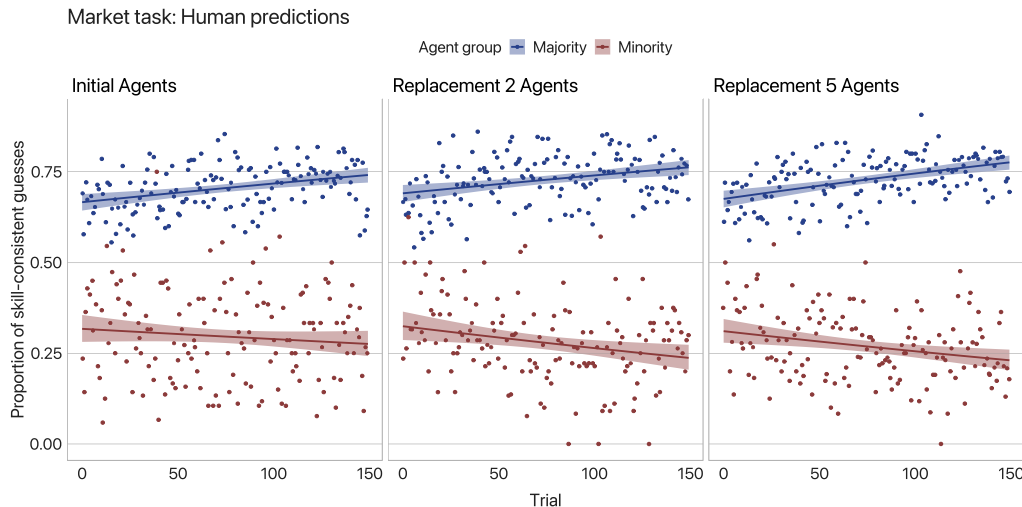 Market task: Human predictions
Agent group Majority Minority
Initial Agents Replacement 2 Agents Replacement 5 Agents
Proportion of skill-consistent guesses
0.75
0.50
0.25
0.00
0 50 100 150 0 50 100 150 0 50 100 150
Trial